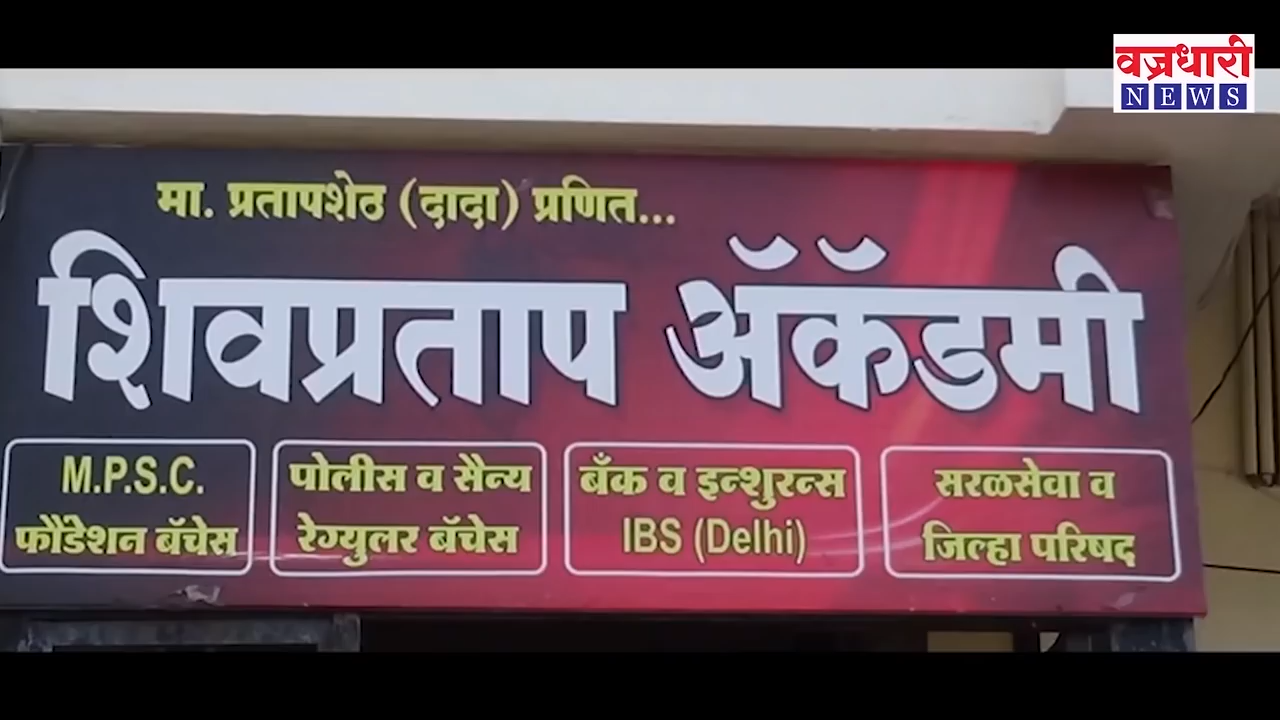 वज्रधारी
NEWS
मा. प्रतापशेठ (दादा) प्रणित...
शिवप्रताप ॲकॅडमी
M.P.S.C.
फौंडेशन बॅचेस
पोलीस व सैन्य
रेग्युलर बॅचेस
बँक व इन्शुरन्स
IBS (Delhi)
सरळसेवा व
जिल्हा परिषद